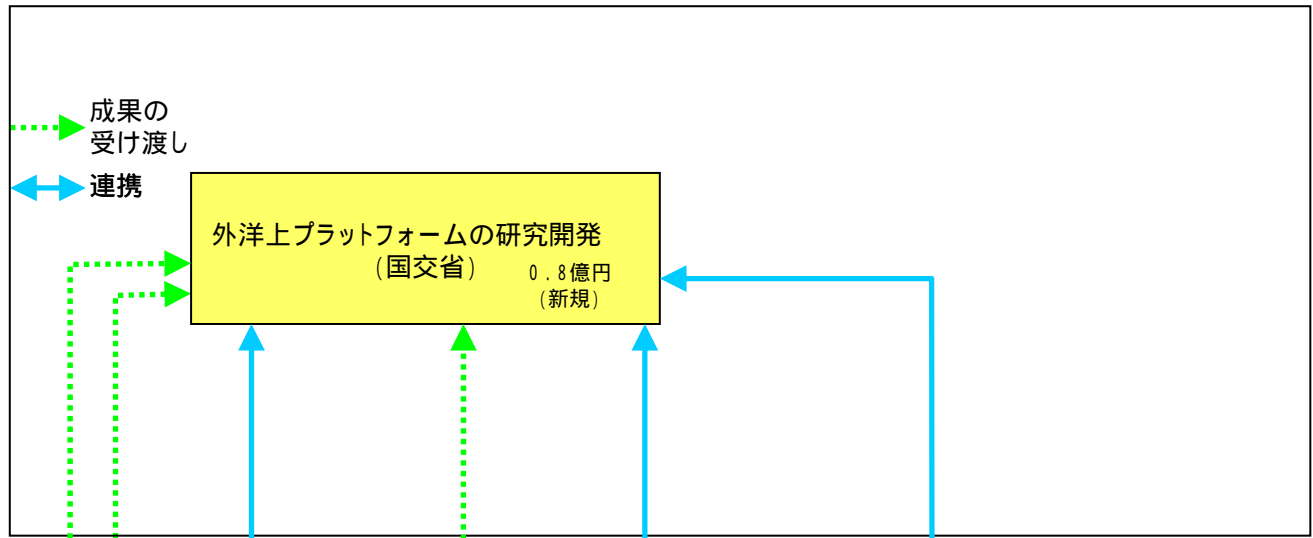 成果の
受け渡し
連携
外洋上プラットフォームの研究開発
(国交省)
0.8億円
(新規)